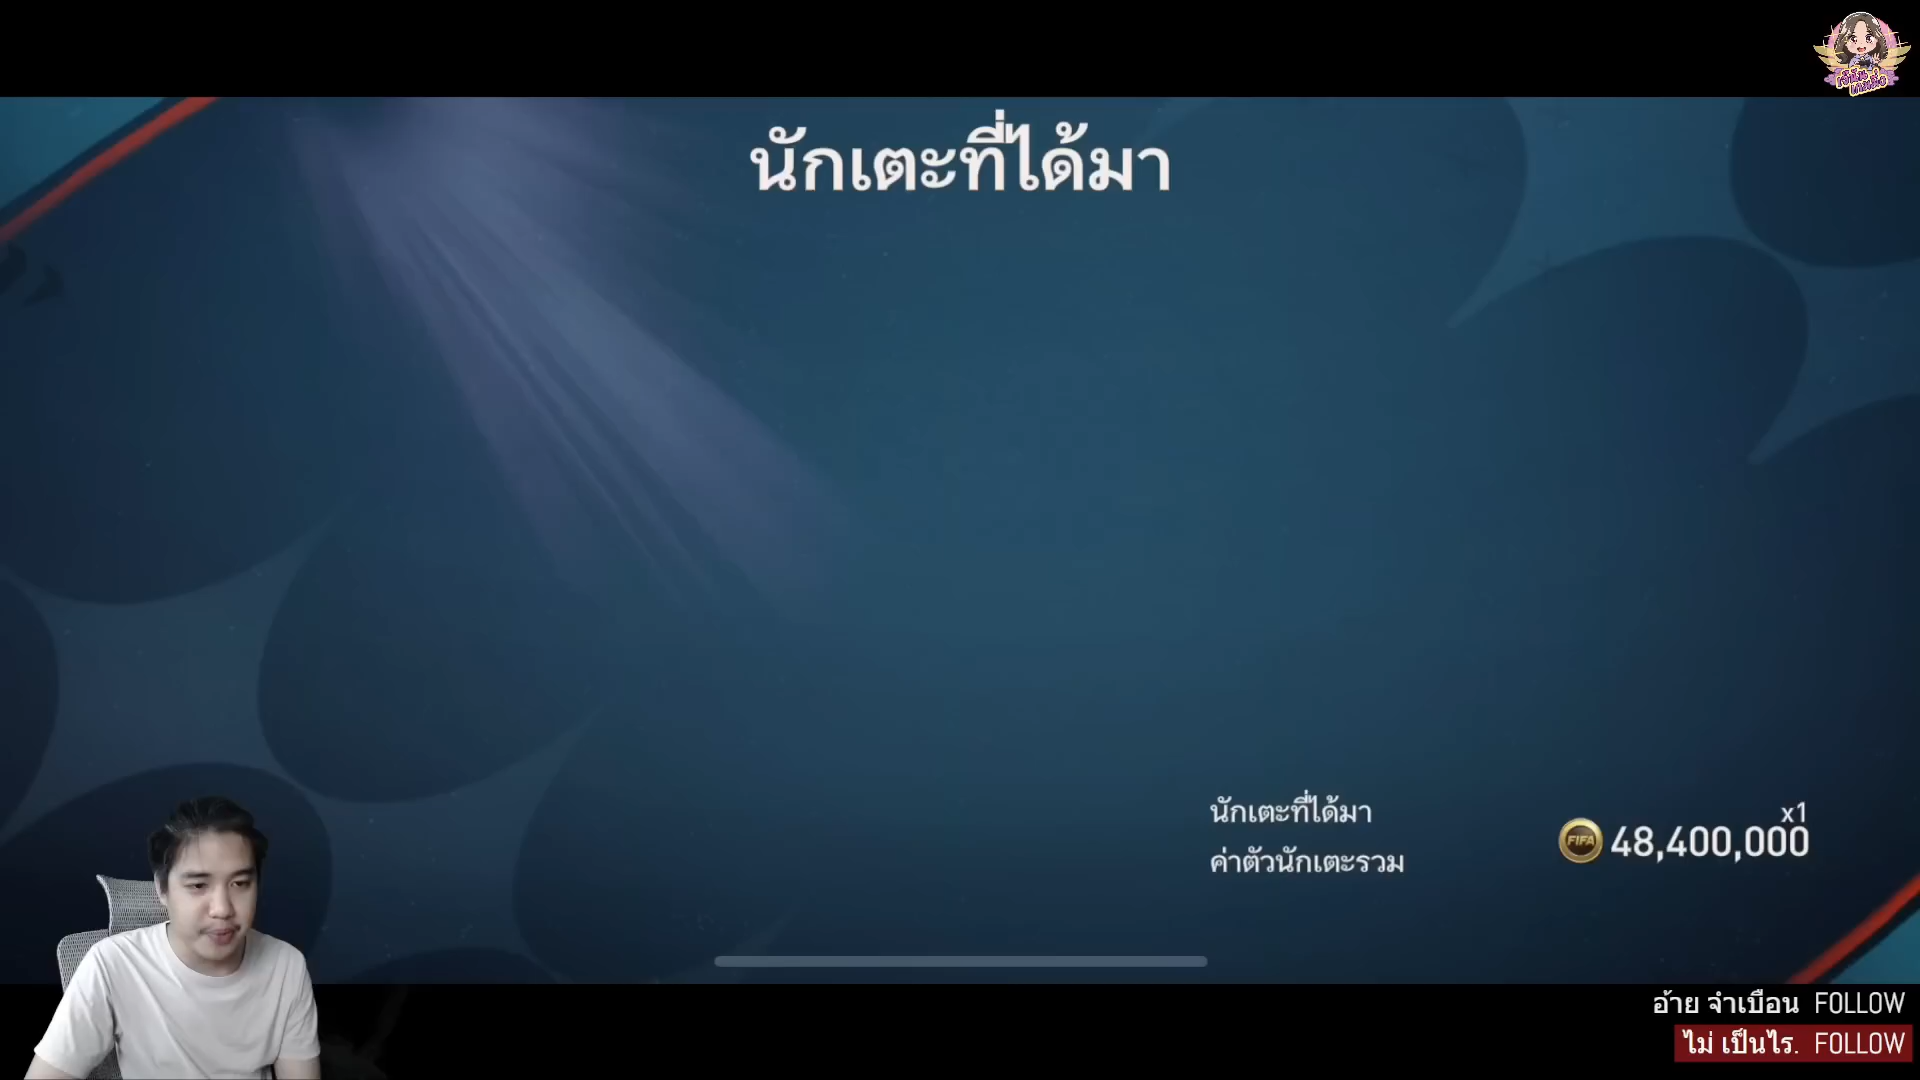 นักเตะที่ได้มา
นักเตะที่ได้มา x1
ค่าตัวนักเตะรวม FIFA 48,400,000
อ้าย จำเบือน FOLLOW
ไม่ เป็นไร. FOLLOW